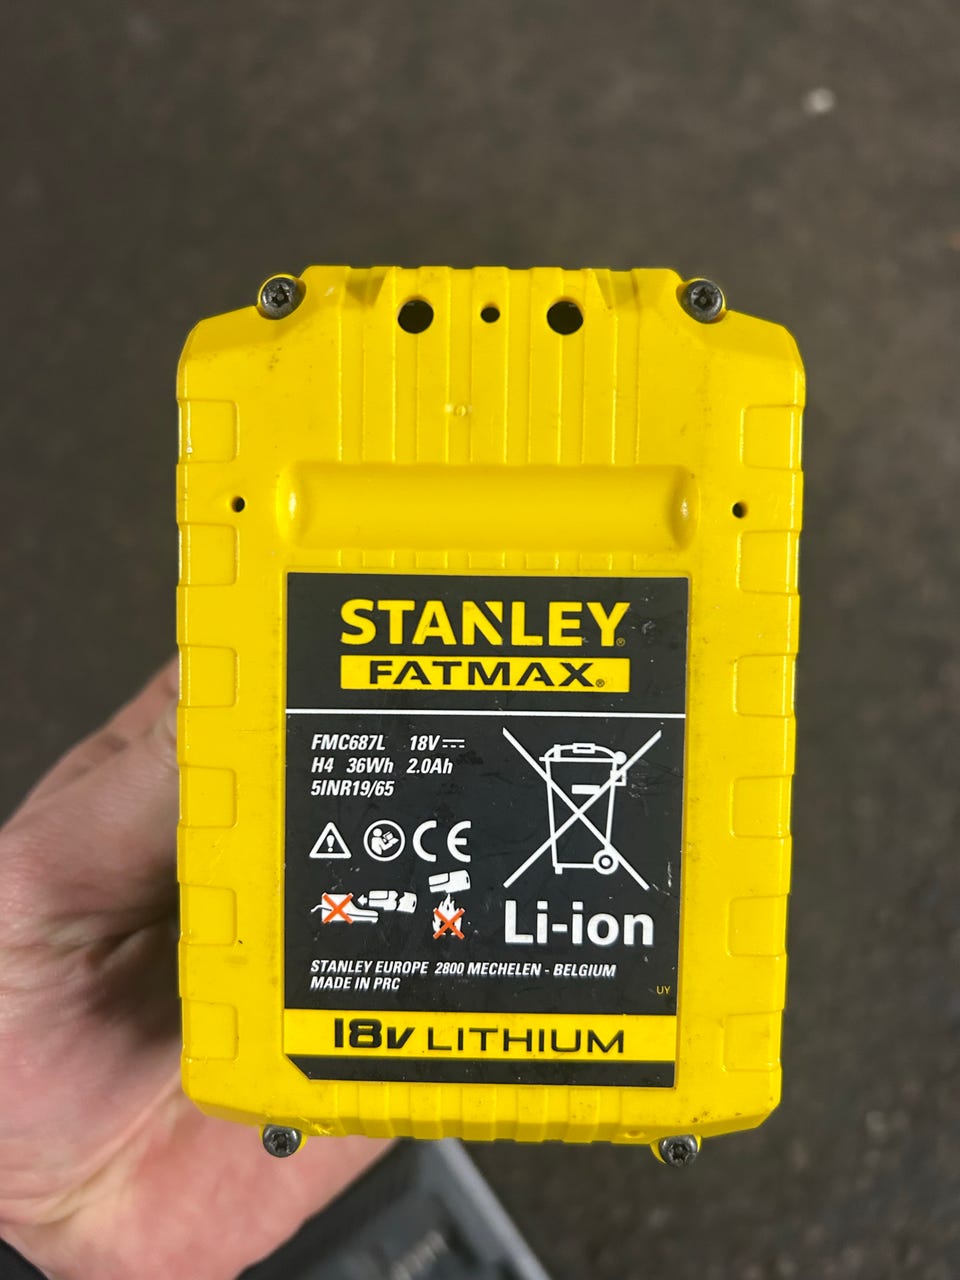 STANLEY®
FATMAX®
FMC687L 18V⎓
H4 36Wh 2.0Ah
5INR19/65
CE
Li-ion
STANLEY EUROPE 2800 MECHELEN - BELGIUM
MADE IN PRC
UY
18V LITHIUM